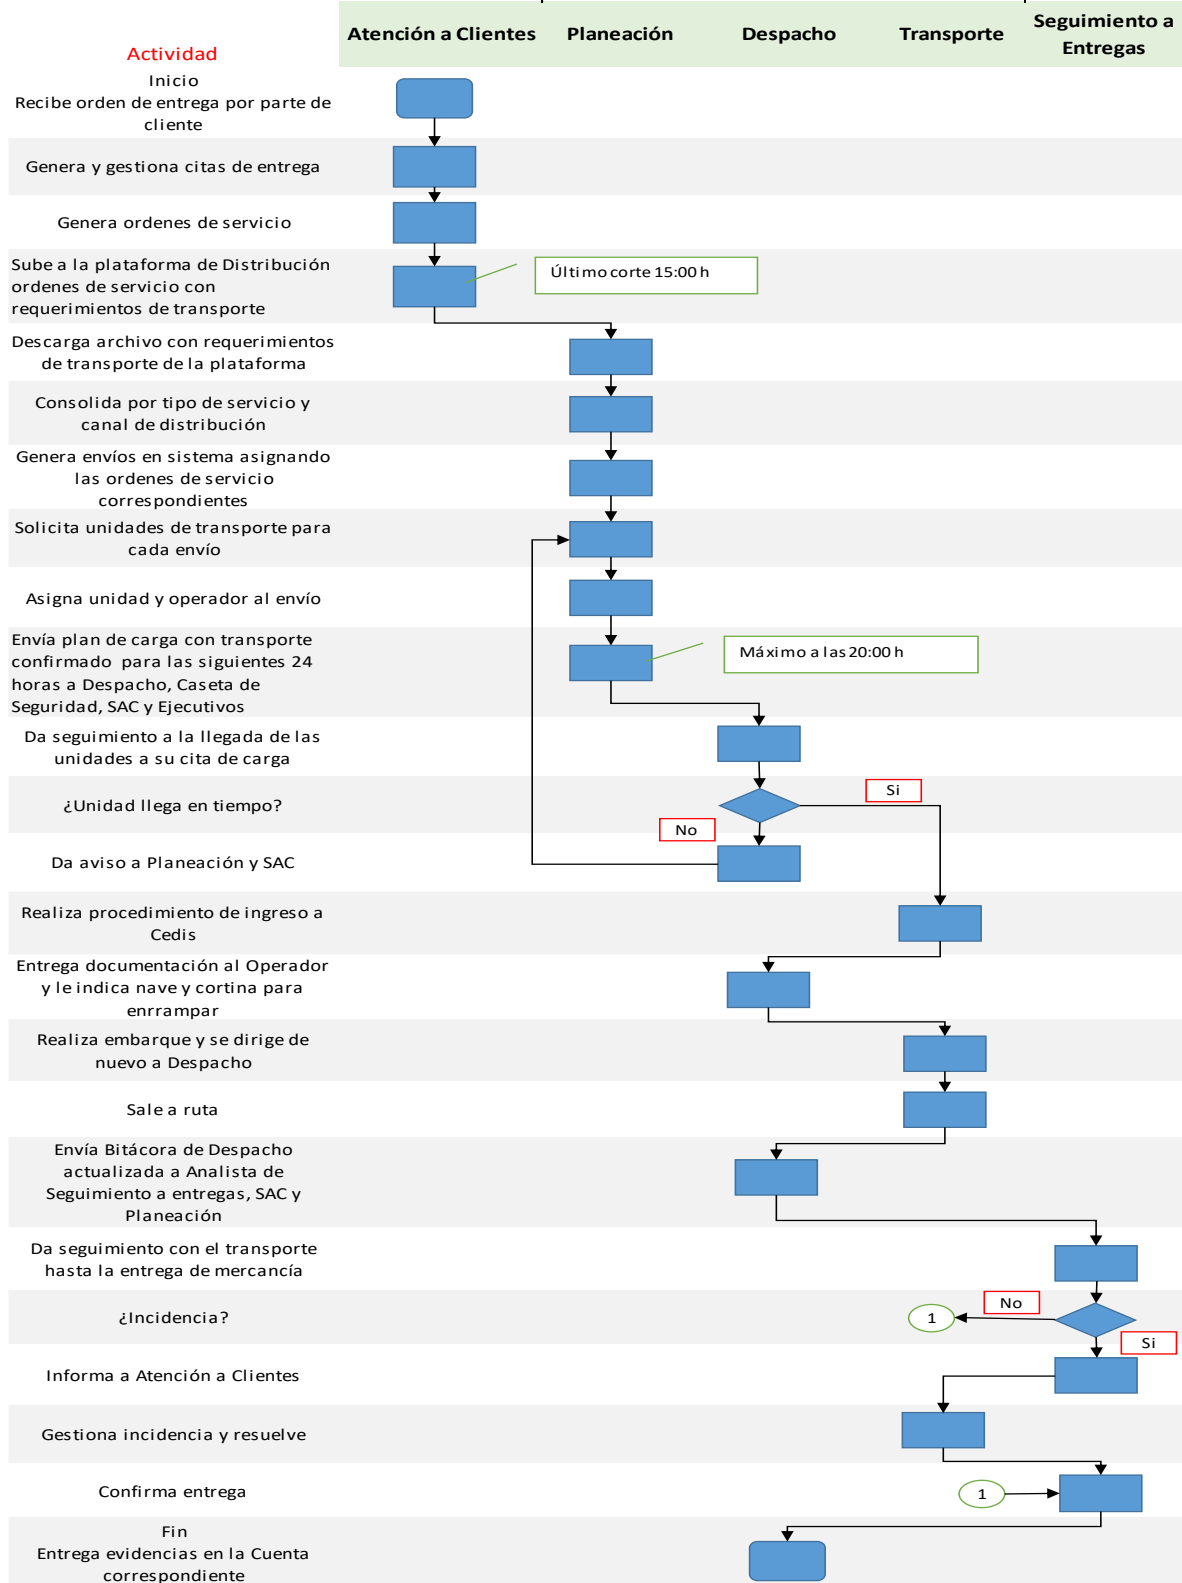 Atención a Clientes
Planeación
Despacho
Transporte
Seguimiento a
Entregas
Actividad
Inicio
Recibe orden de entrega por parte de
cliente
Genera y gestiona citas de entrega
Genera ordenes de servicio
Sube a la plataforma de Distribución
ordenes de servicio con
requerimientos de transporte
Último corte 15:00 h
Descarga archivo con requerimientos
de transporte de la plataforma
Consolida por tipo de servicio y
canal de distribución
Genera envíos en sistema asignando
las ordenes de servicio
correspondientes
Solicita unidades de transporte para
cada envío
Asigna unidad y operador al envío
Envía plan de carga con transporte
confirmado para las siguientes 24
horas a Despacho, Caseta de
Seguridad, SAC y Ejecutivos
Máximo a las 20:00 h
Da seguimiento a la llegada de las
unidades a su cita de carga
¿Unidad llega en tiempo?
Si
No
Da aviso a Planeación y SAC
Realiza procedimiento de ingreso a
Cedis
Entrega documentación al Operador
y le indica nave y cortina para
enrrampar
Realiza embarque y se dirige de
nuevo a Despacho
Sale a ruta
Envía Bitácora de Despacho
actualizada a Analista de
Seguimiento a entregas, SAC y
Planeación
Da seguimiento con el transporte
hasta la entrega de mercancía
¿Incidencia?
1
No
Si
Informa a Atención a Clientes
Gestiona incidencia y resuelve
Confirma entrega
1
Fin
Entrega evidencias en la Cuenta
correspondiente